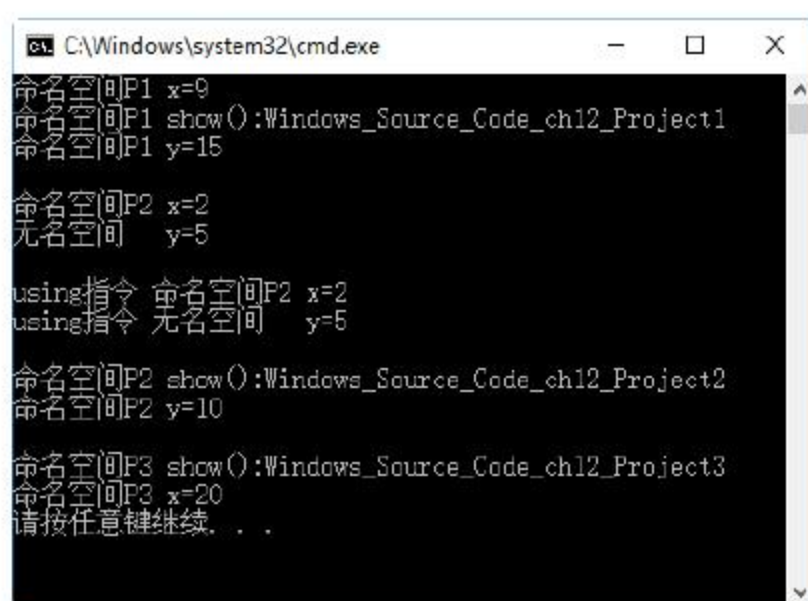 C:\Windows\system32\cmd.exe
命名空间P1 x=9
命名空间P1 show():Windows_Source_Code_ch12_Project1
命名空间P1 y=15
命名空间P2 x=2
无名空间 y=5
using指令 命名空间P2 x=2
using指令 无名空间 y=5
命名空间P2 show():Windows_Source_Code_ch12_Project2
命名空间P2 y=10
命名空间P3 show():Windows_Source_Code_ch12_Project3
命名空间P3 x=20
请按任意键继续. . .